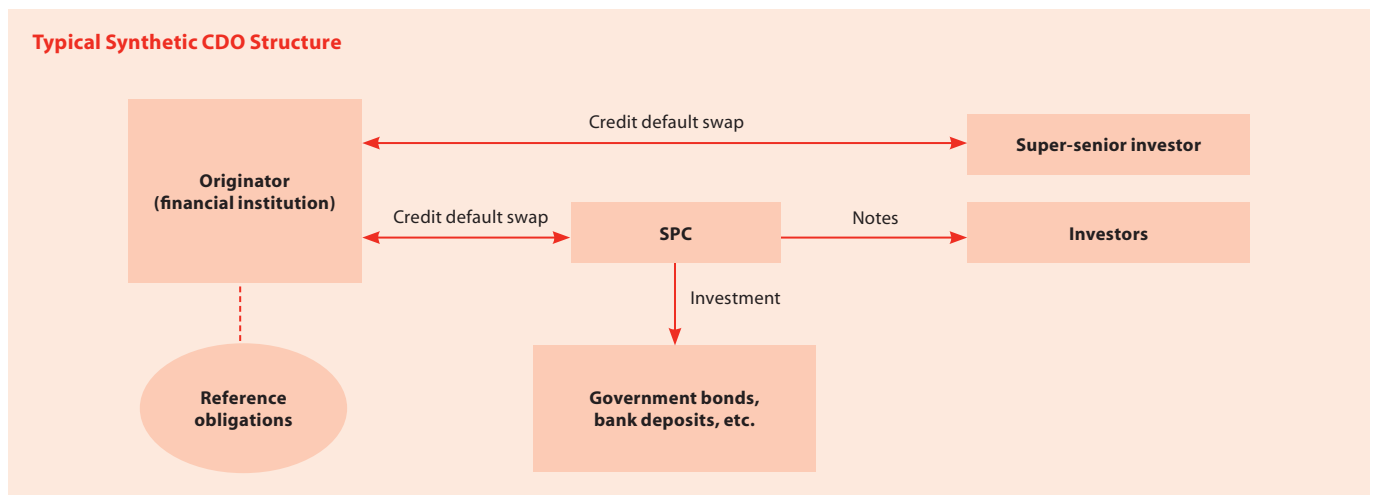 Typical Synthetic CDO Structure
Credit default swap
Originator
(financial institution)
Super-senior investor
Credit default swap
SPC
Notes
Investors
Investment
Reference
obligations
Government bonds,
bank deposits, etc.